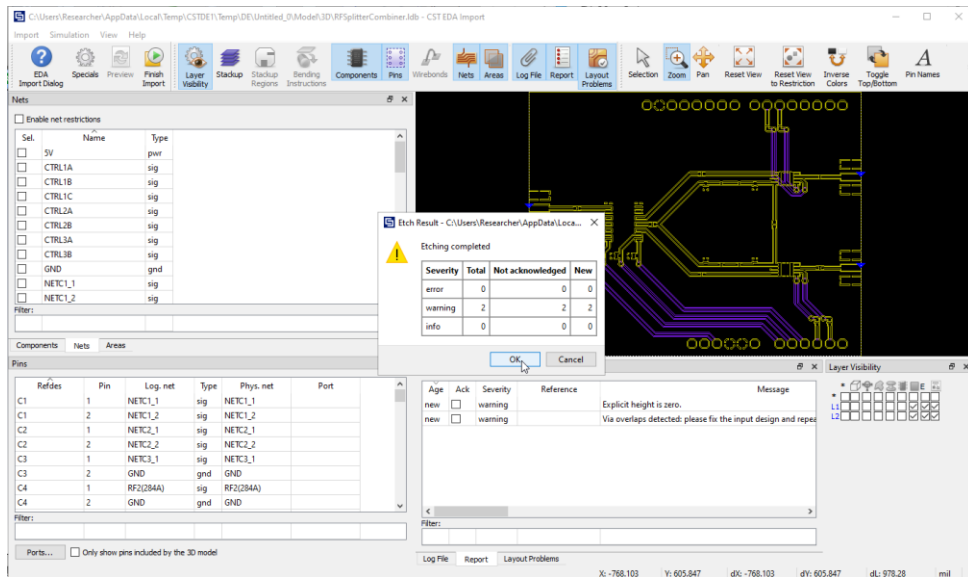 C:\Users\Researcher\AppData\Local\Temp\CSTDE1\Temp\DE\Untitled_0\Model\3D\RFSplitterCombiner.ldb - CST EDA Import
Import Simulation View Help
EDA Import Dialog
Specials
Preview
Finish Import
Layer Visibility
Stackup
Stackup Regions
Bending Instructions
Components
Pins
Wirebonds
Nets
Areas
Log File
Report
Layout Problems
Selection
Zoom
Pan
Reset View
Reset View to Restriction
Inverse Colors
Toggle Top/Bottom
Pin Names
Nets
Enable net restrictions
Sel. Name Type
5V pwr
CTRL1A sig
CTRL1B sig
CTRL1C sig
CTRL2A sig
CTRL2B sig
CTRL3A sig
CTRL3B sig
GND gnd
NETC1_1 sig
NETC1_2 sig
Filter:
Components Nets Areas
Etch Result - C:\Users\Researcher\AppData\Loca...
Etching completed
Severity Total Not acknowledged New
error 0 0 0
warning 2 2 2
info 0 0 0
OK Cancel
Pins
Refdes Pin Log. net Type Phys. net Port
C1 1 NETC1_1 sig NETC1_1
C1 2 NETC1_2 sig NETC1_2
C2 1 NETC2_1 sig NETC2_1
C2 2 NETC2_2 sig NETC2_2
C3 1 NETC3_1 sig NETC3_1
C3 2 GND gnd GND
C4 1 RF2(284A) sig RF2(284A)
C4 2 GND gnd GND
Filter:
Ports... Only show pins included by the 3D model
Age Ack Severity Reference Message
new warning Explicit height is zero.
new warning Via overlaps detected: please fix the input design and repea
Filter:
Log File Report Layout Problems
Layer Visibility
L1
L2
X: -768.103 Y: 605.847 dX: -768.103 dY: 605.847 dL: 978.28 mil